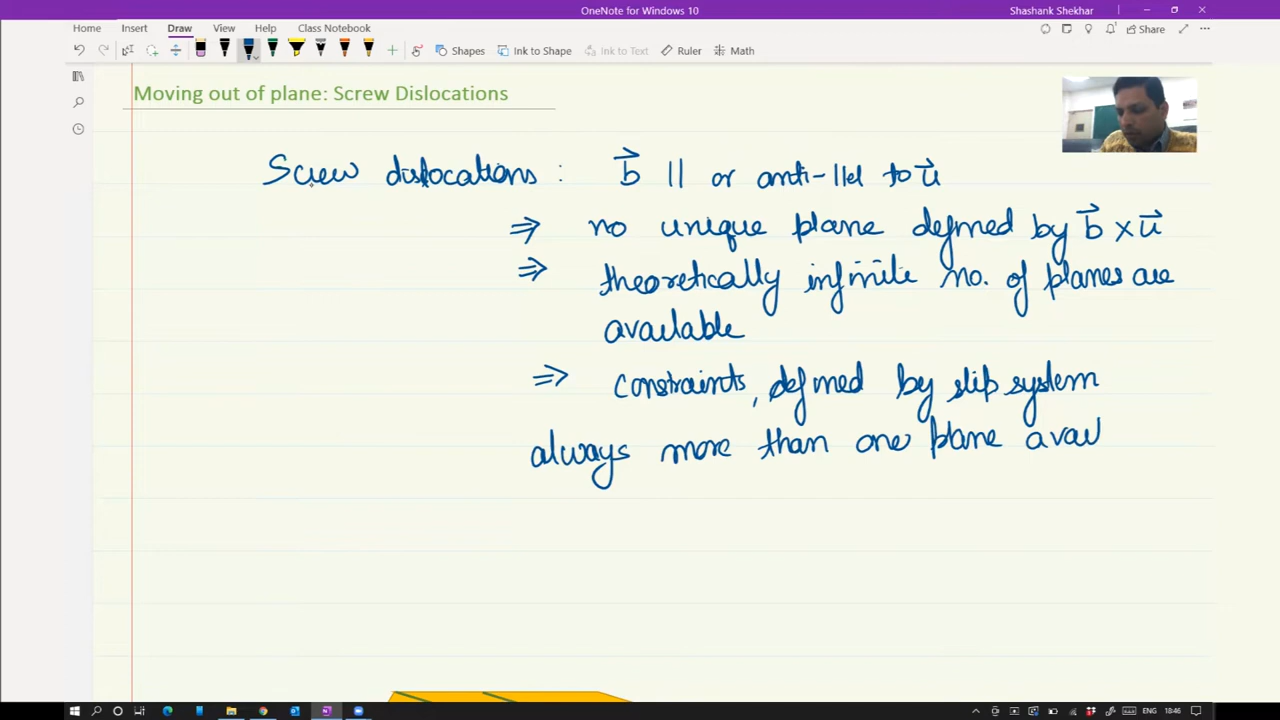 OneNote for Windows 10
Shashank Shekhar
Home Insert Draw View Help Class Notebook
Share
Shapes Ink to Shape Ink to Text Ruler Math
Moving out of plane: Screw Dislocations
Screw dislocations : b⃗ || or anti-||el to u⃗
⇒ no unique plane defined by b⃗ × u⃗
⇒ theoretically infinite no. of planes are
available
⇒ constraints, defined by slip system
always more than one plane avail
ENG 18:46